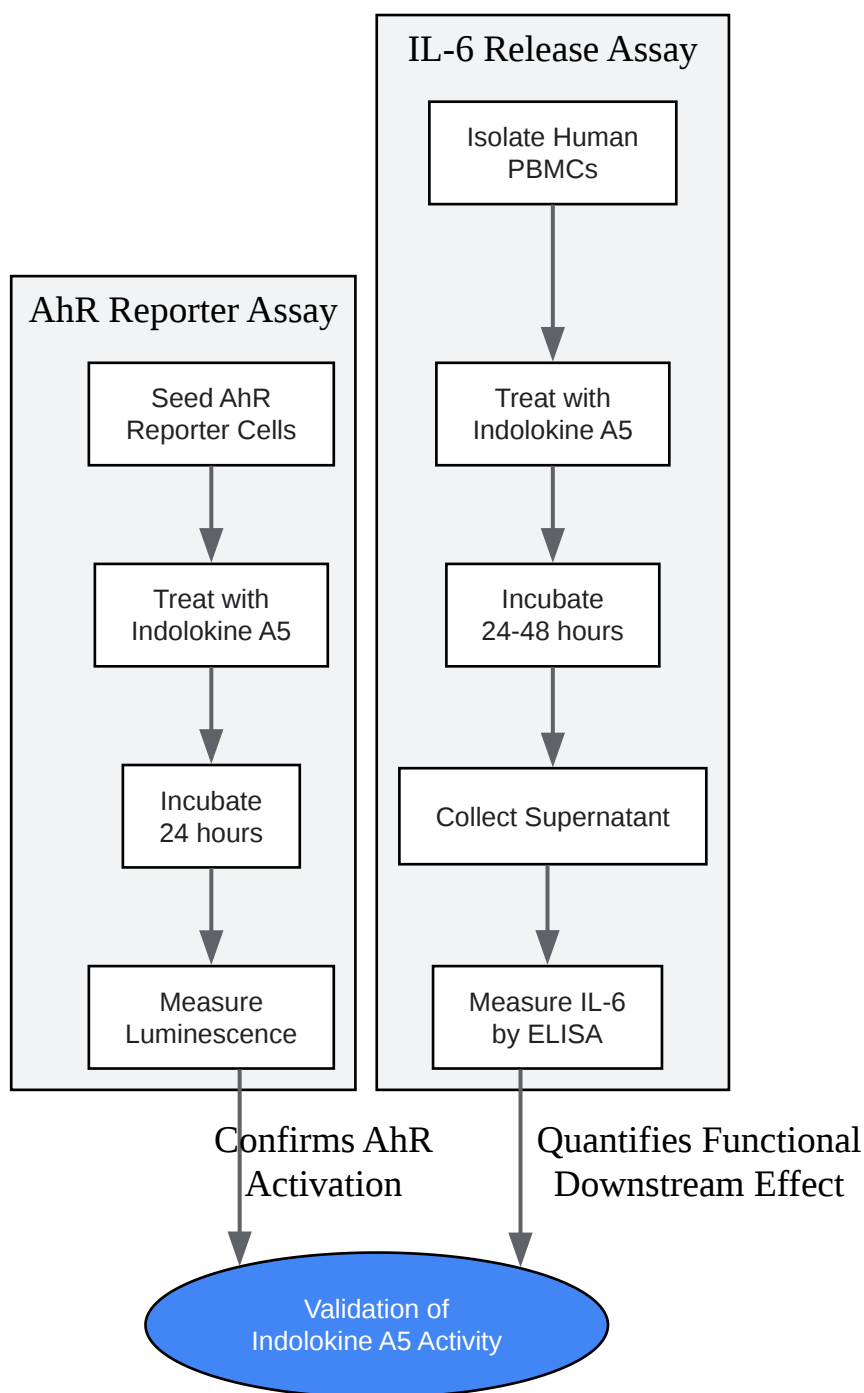 IL-6 Release Assay
Isolate Human
PBMCs
Treat with
Indolokine A5
Incubate
24-48 hours
Collect Supernatant
Measure IL-6
by ELISA
AhR Reporter Assay
Seed AhR
Reporter Cells
Treat with
Indolokine A5
Incubate
24 hours
Measure
Luminescence
Confirms AhR
Activation
Quantifies Functional
Downstream Effect
Validation of
Indolokine A5 Activity